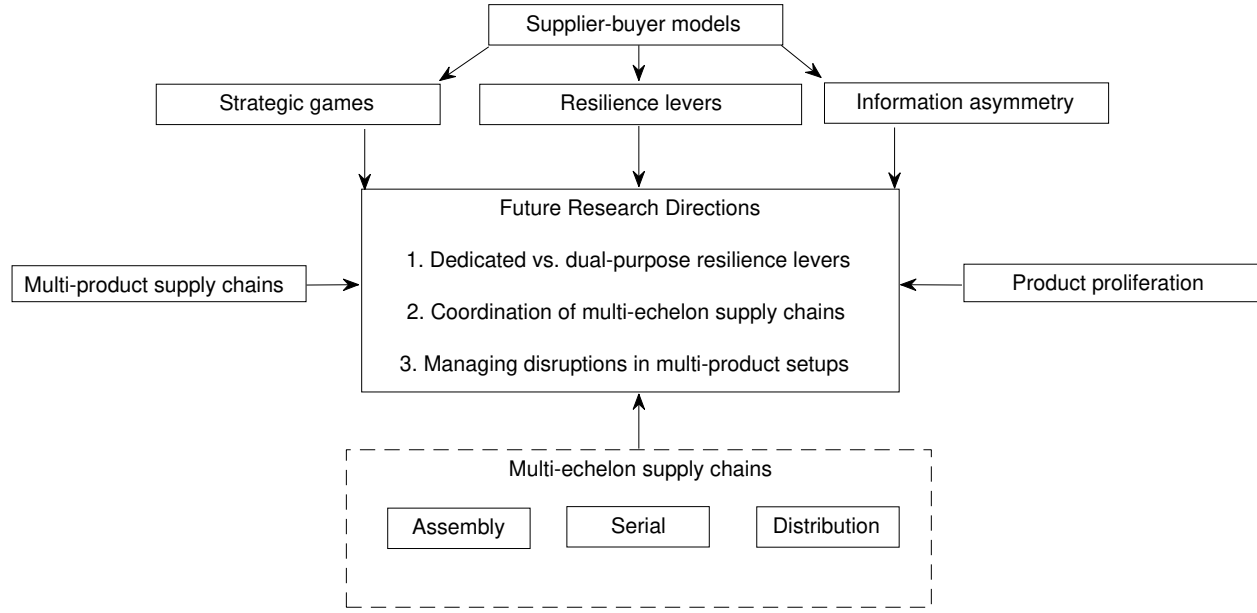 Supplier-buyer models
Strategic games
Resilience levers
Information asymmetry
Future Research Directions
1. Dedicated vs. dual-purpose resilience levers
2. Coordination of multi-echelon supply chains
3. Managing disruptions in multi-product setups
Multi-product supply chains
Product proliferation
Multi-echelon supply chains
Assembly
Serial
Distribution